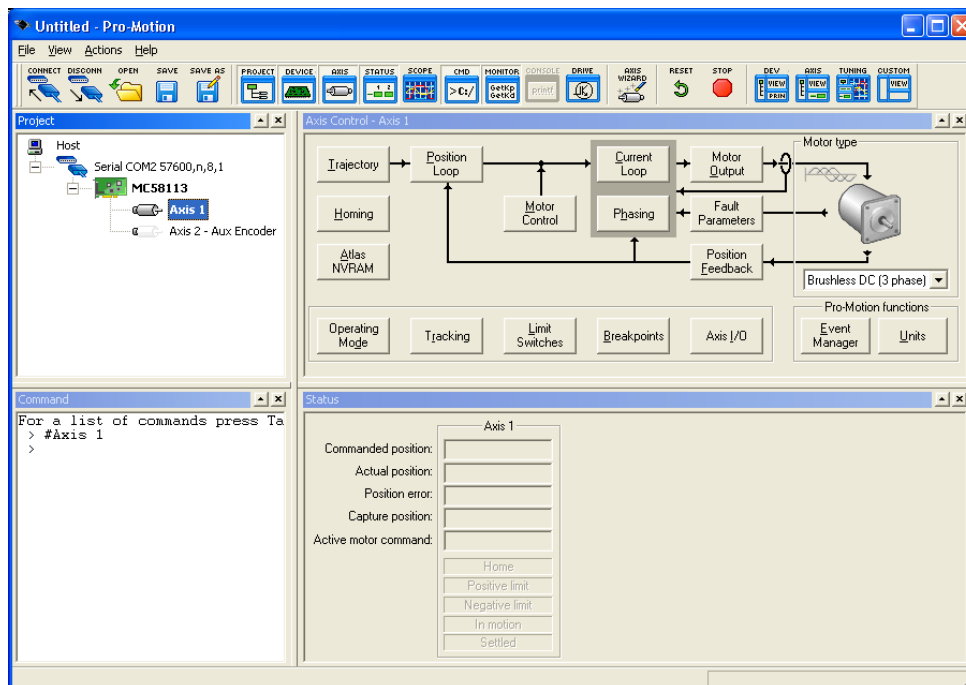 Untitled - Pro-Motion
File View Actions Help
CONNECT DISCONN OPEN SAVE SAVE AS PROJECT DEVICE AXIS STATUS SCOPE CMD MONITOR CONSOLE DRIVE AXIS WIZARD RESET STOP DEV AXIS TUNING CUSTOM
>C:/ GetKp GetKd printf VIEW PRIN VIEW VIEW VIEW
Project
Host
Serial COM2 57600,n,8,1
MC58113
Axis 1
Axis 2 - Aux Encoder
Axis Control - Axis 1
Trajectory
Position Loop
Current Loop
Motor Output
Motor type
Homing
Motor Control
Phasing
Fault Parameters
Atlas NVRAM
Position Feedback
Brushless DC (3 phase)
Operating Mode
Tracking
Limit Switches
Breakpoints
Axis I/O
Pro-Motion functions
Event Manager
Units
Command
For a list of commands press Ta
> #Axis 1
>
Status
Axis 1
Commanded position:
Actual position:
Position error:
Capture position:
Active motor command:
Home
Positive limit
Negative limit
In motion
Settled